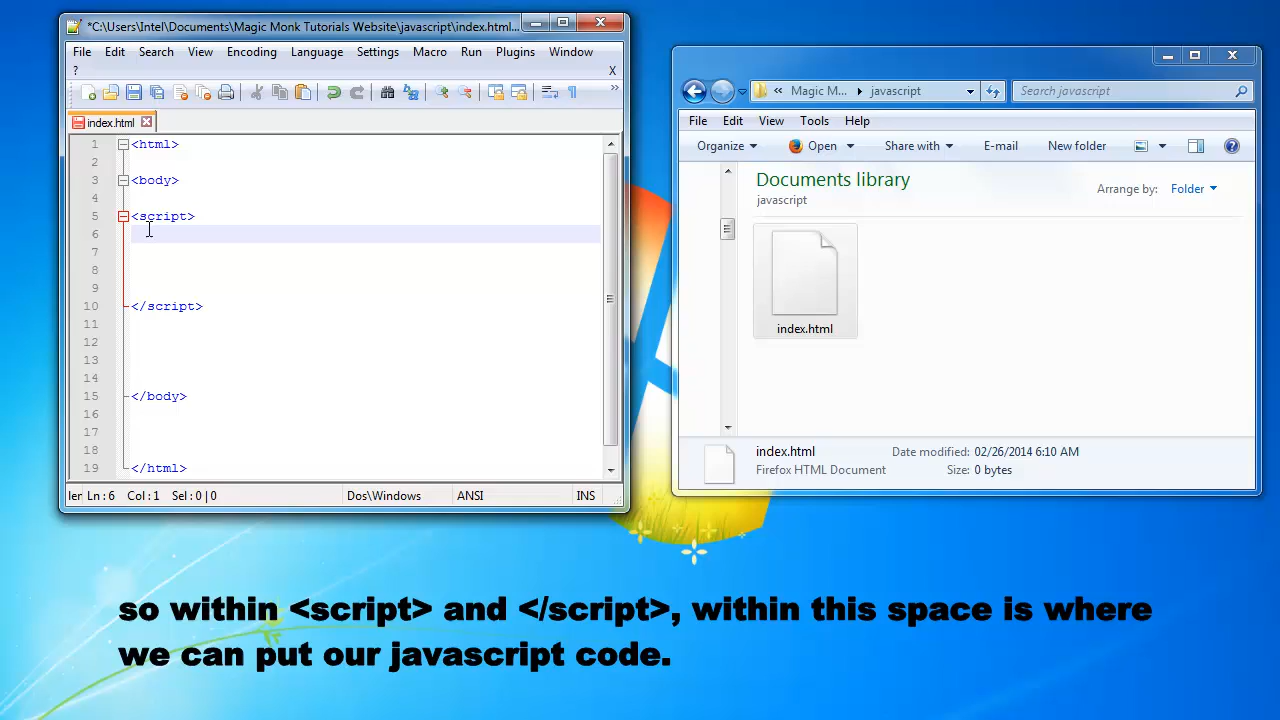 *C:\Users\Intel\Documents\Magic Monk Tutorials Website\javascript\index.html...
File Edit Search View Encoding Language Settings Macro Run Plugins Window
? X
index.html
1 <html>
2
3 <body>
4
5 <script>
6
7
8
9
10 </script>
11
12
13
14
15 </body>
16
17
18
19 </html>
len Ln : 6 Col : 1 Sel : 0 | 0 Dos\Windows ANSI INS
« Magic M... javascript Search javascript
File Edit View Tools Help
Organize Open Share with E-mail New folder
Documents library
javascript
Arrange by: Folder
index.html
index.html Date modified: 02/26/2014 6:10 AM
Firefox HTML Document Size: 0 bytes
so within <script> and </script>, within this space is where
we can put our javascript code.